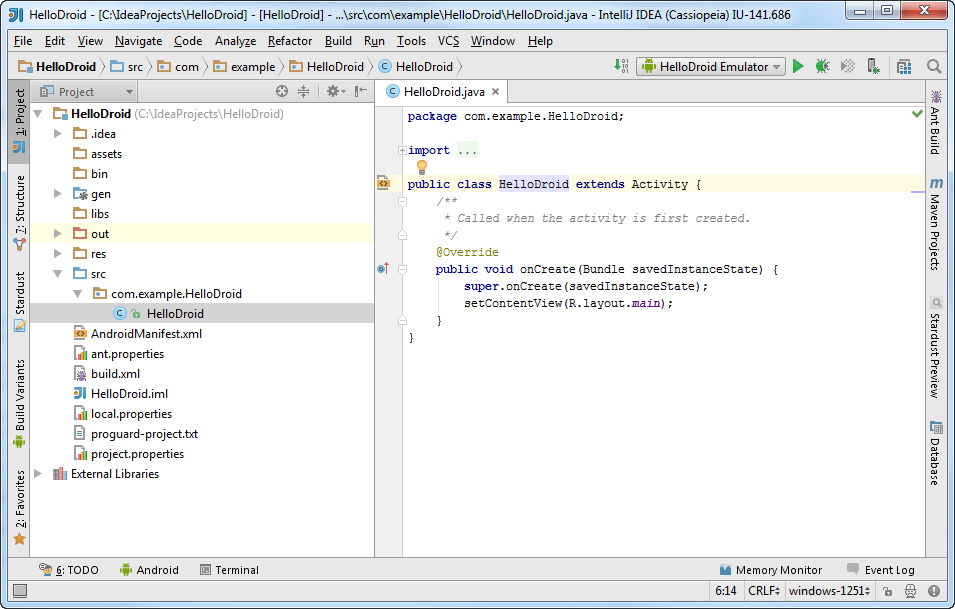 HelloDroid - [C:\IdeaProjects\HelloDroid] - [HelloDroid] - ...\src\com\example\HelloDroid\HelloDroid.java - IntelliJ IDEA (Cassiopeia) IU-141.686
File Edit View Navigate Code Analyze Refactor Build Run Tools VCS Window Help
HelloDroid src com example HelloDroid HelloDroid HelloDroid Emulator
1: Project
7: Structure
Stardust
Build Variants
2: Favorites
Project
HelloDroid (C:\IdeaProjects\HelloDroid)
.idea
assets
bin
gen
libs
out
res
src
com.example.HelloDroid
HelloDroid
AndroidManifest.xml
ant.properties
build.xml
HelloDroid.iml
local.properties
proguard-project.txt
project.properties
External Libraries
HelloDroid.java
package com.example.HelloDroid;
import ...
public class HelloDroid extends Activity {
/**
* Called when the activity is first created.
*/
@Override
public void onCreate(Bundle savedInstanceState) {
super.onCreate(savedInstanceState);
setContentView(R.layout.main);
}
}
Ant Build
Maven Projects
Stardust Preview
Database
6: TODO Android Terminal Memory Monitor Event Log
6:14 CRLF windows-1251